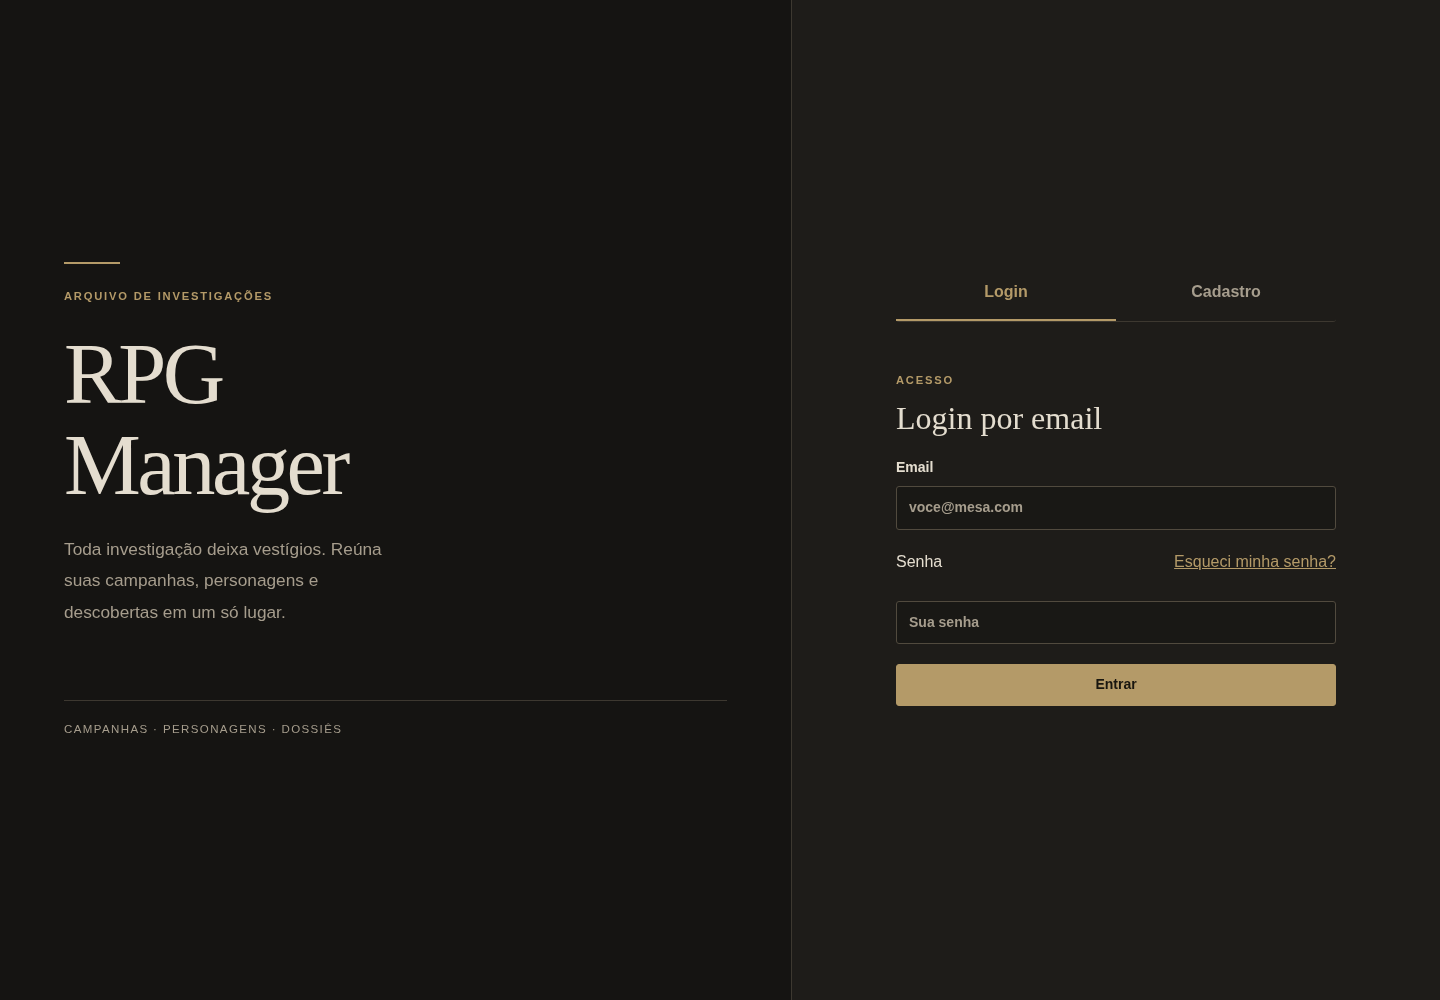 ARQUIVO DE INVESTIGAÇÕES
RPG
Manager
Toda investigação deixa vestígios. Reúna
suas campanhas, personagens e
descobertas em um só lugar.
CAMPANHAS · PERSONAGENS · DOSSIÊS
Login
Cadastro
ACESSO
Login por email
Email
voce@mesa.com
Senha
Esqueci minha senha?
Sua senha
Entrar